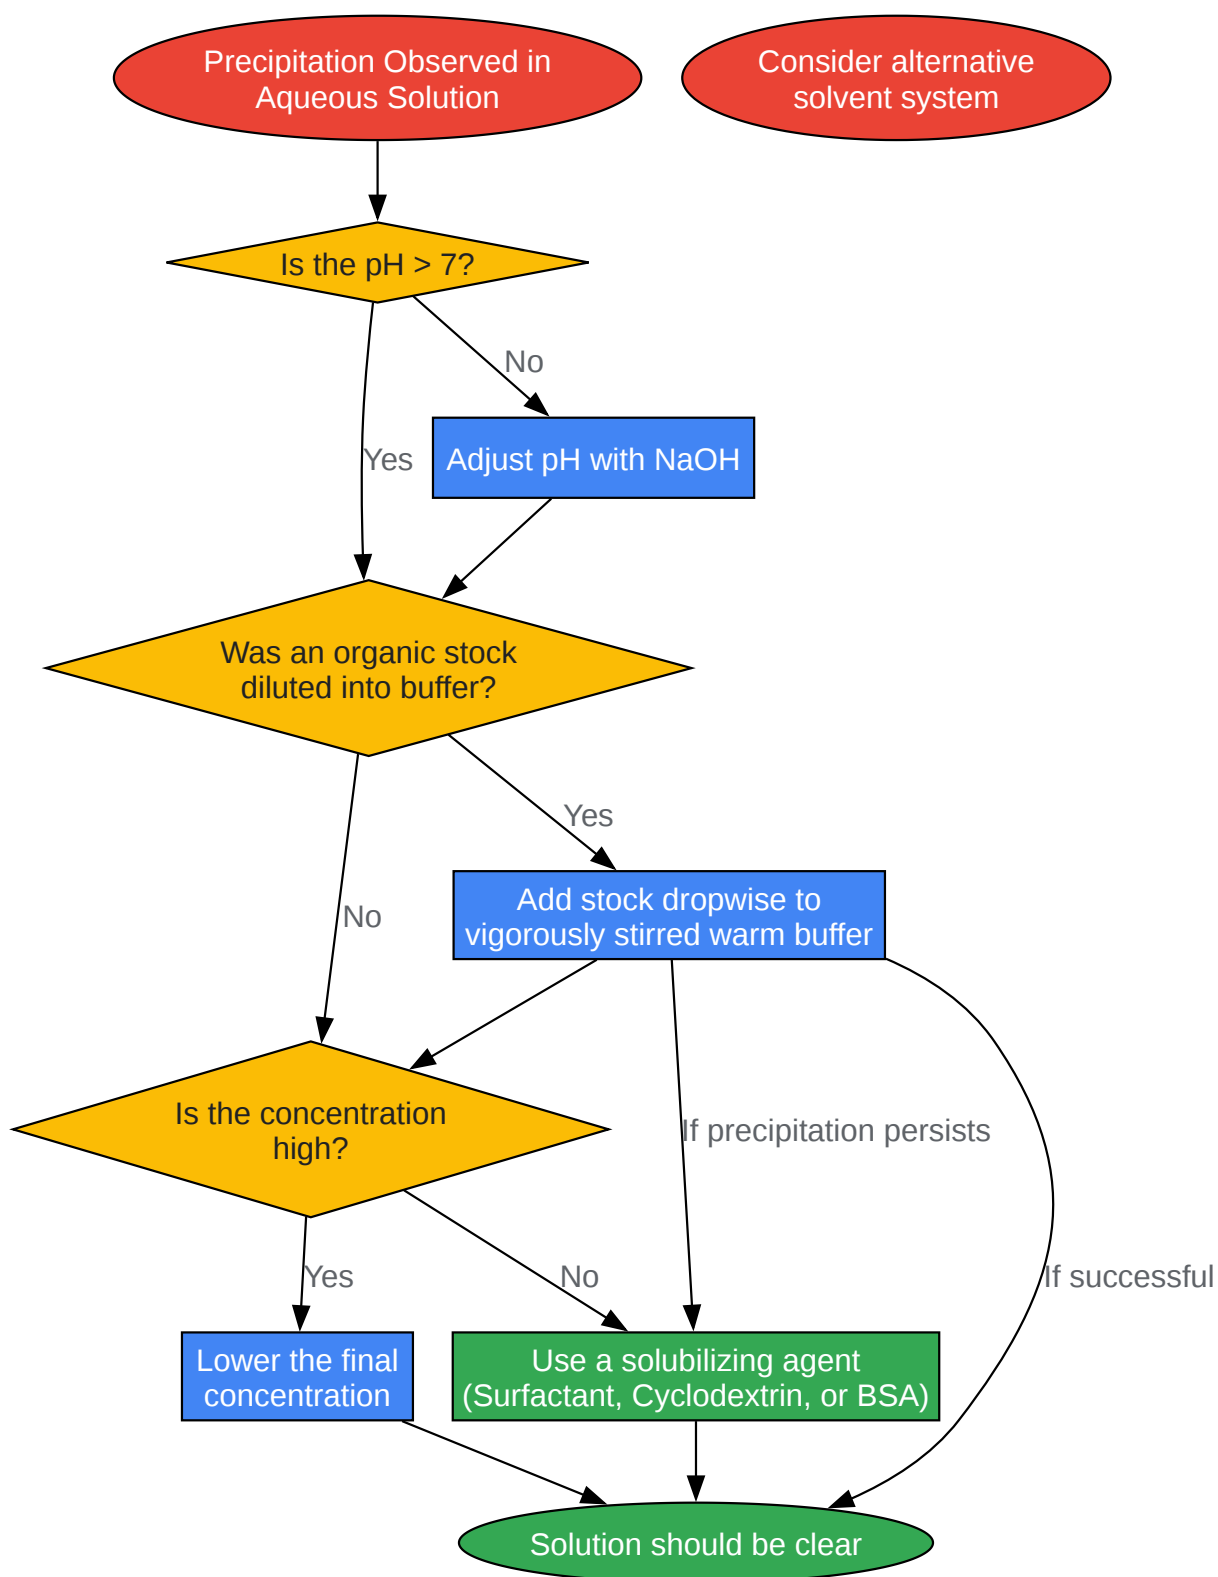 Precipitation Observed in
Aqueous Solution
Consider alternative
solvent system
Is the pH > 7?
No
Yes
Adjust pH with NaOH
Was an organic stock
diluted into buffer?
Yes
No
Add stock dropwise to
vigorously stirred warm buffer
Is the concentration
high?
If precipitation persists
Yes
No
If successful
Lower the final
concentration
Use a solubilizing agent
(Surfactant, Cyclodextrin, or BSA)
Solution should be clear